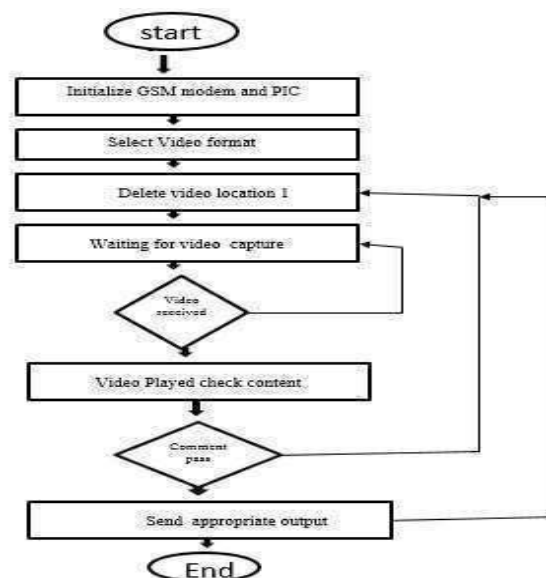 start
Initialize GSM modem and PIC
Select Video format
Delete video location 1
Waiting for video capture
Video
received
Video Played check content
Comment
pass
Send appropriate output
End